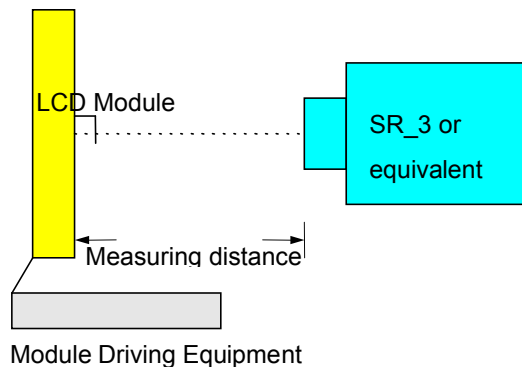 LCD Module
SR_3 or
equivalent
Measuring distance
Module Driving Equipment